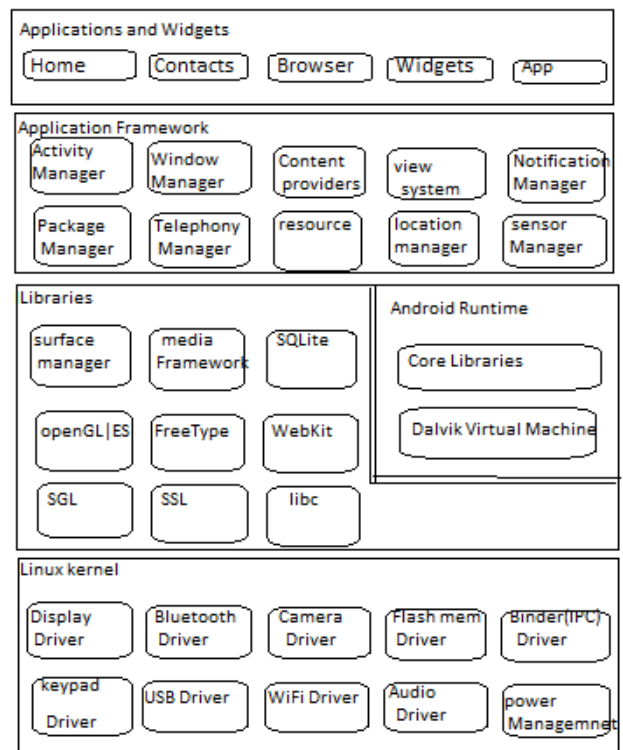 Applications and Widgets
Home Contacts Browser Widgets App
Application Framework
Activity Manager
Window Manager
Content providers
view system
Notification Manager
Package Manager
Telephony Manager
resource
location manager
sensor Manager
Libraries
surface manager
media Framework
SQLite
openGL|ES
FreeType
WebKit
SGL
SSL
libc
Android Runtime
Core Libraries
Dalvik Virtual Machine
Linux kernel
Display Driver
Bluetooth Driver
Camera Driver
Flash mem Driver
Binder(IPC) Driver
keypad Driver
USB Driver
WiFi Driver
Audio Driver
power Managemnet